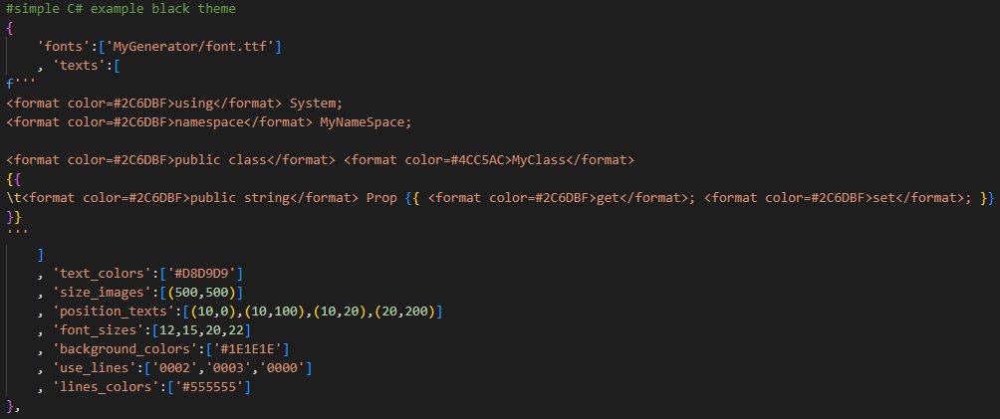 #simple C# example black theme
{
    'fonts':['MyGenerator/font.ttf']
    , 'texts':[
f'''
<format color=#2C6DBF>using</format> System;
<format color=#2C6DBF>namespace</format> MyNameSpace;

<format color=#2C6DBF>public class</format> <format color=#4CC5AC>MyClass</format>
{{
\t<format color=#2C6DBF>public string</format> Prop {{ <format color=#2C6DBF>get</format>; <format color=#2C6DBF>set</format>; }}
}}
'''
    ]
    , 'text_colors':['#D8D9D9']
    , 'size_images':[(500,500)]
    , 'position_texts':[(10,0),(10,100),(10,20),(20,200)]
    , 'font_sizes':[12,15,20,22]
    , 'background_colors':['#1E1E1E']
    , 'use_lines':['0002','0003','0000']
    , 'lines_colors':['#555555']
},